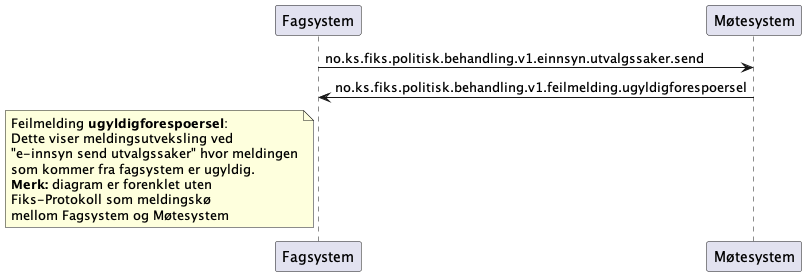 Fagsystem
Møtesystem
no.ks.fiks.politisk.behandling.v1.einnsyn.utvalgssaker.send
no.ks.fiks.politisk.behandling.v1.feilmelding.ugyldigforespoersel
Feilmelding ugyldigforespoersel:
Dette viser meldingsutveksling ved
"e-innsyn send utvalgssaker" hvor meldingen
som kommer fra fagsystem er ugyldig.
Merk: diagram er forenklet uten
Fiks-Protokoll som meldingskø
mellom Fagsystem og Møtesystem
Fagsystem
Møtesystem